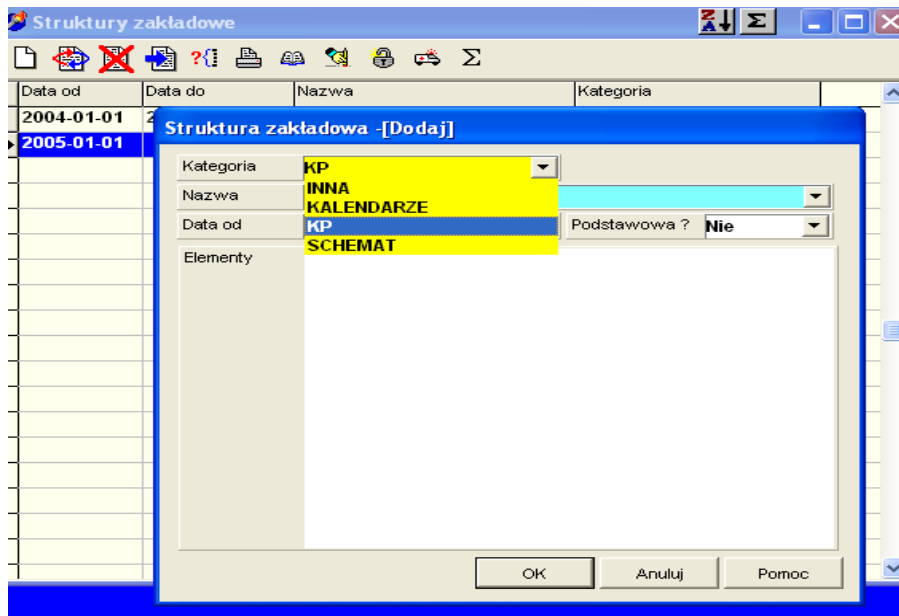 Struktury zakładowe
Data od Data do Nazwa Kategoria
2004-01-01 2
2005-01-01
Struktura zakładowa -[Dodaj]
Kategoria KP
INNA
KALENDARZE
KP
SCHEMAT
Nazwa
Data od
Podstawowa ? Nie
Elementy
OK Anuluj Pomoc